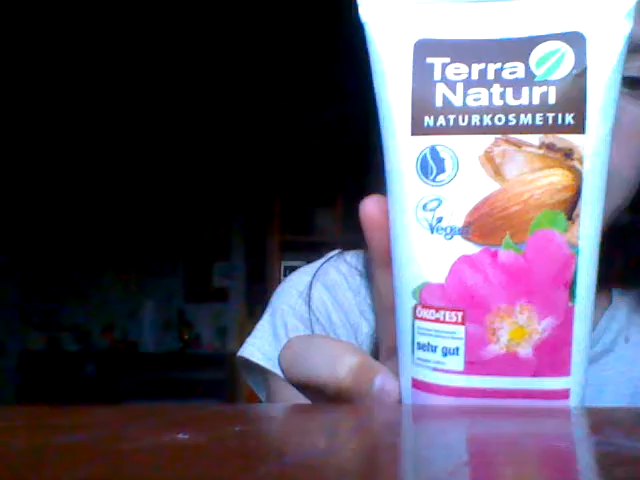 Terra
Naturi
NATURKOSMETIK
Vegan
ÖKO-TEST
sehr gut